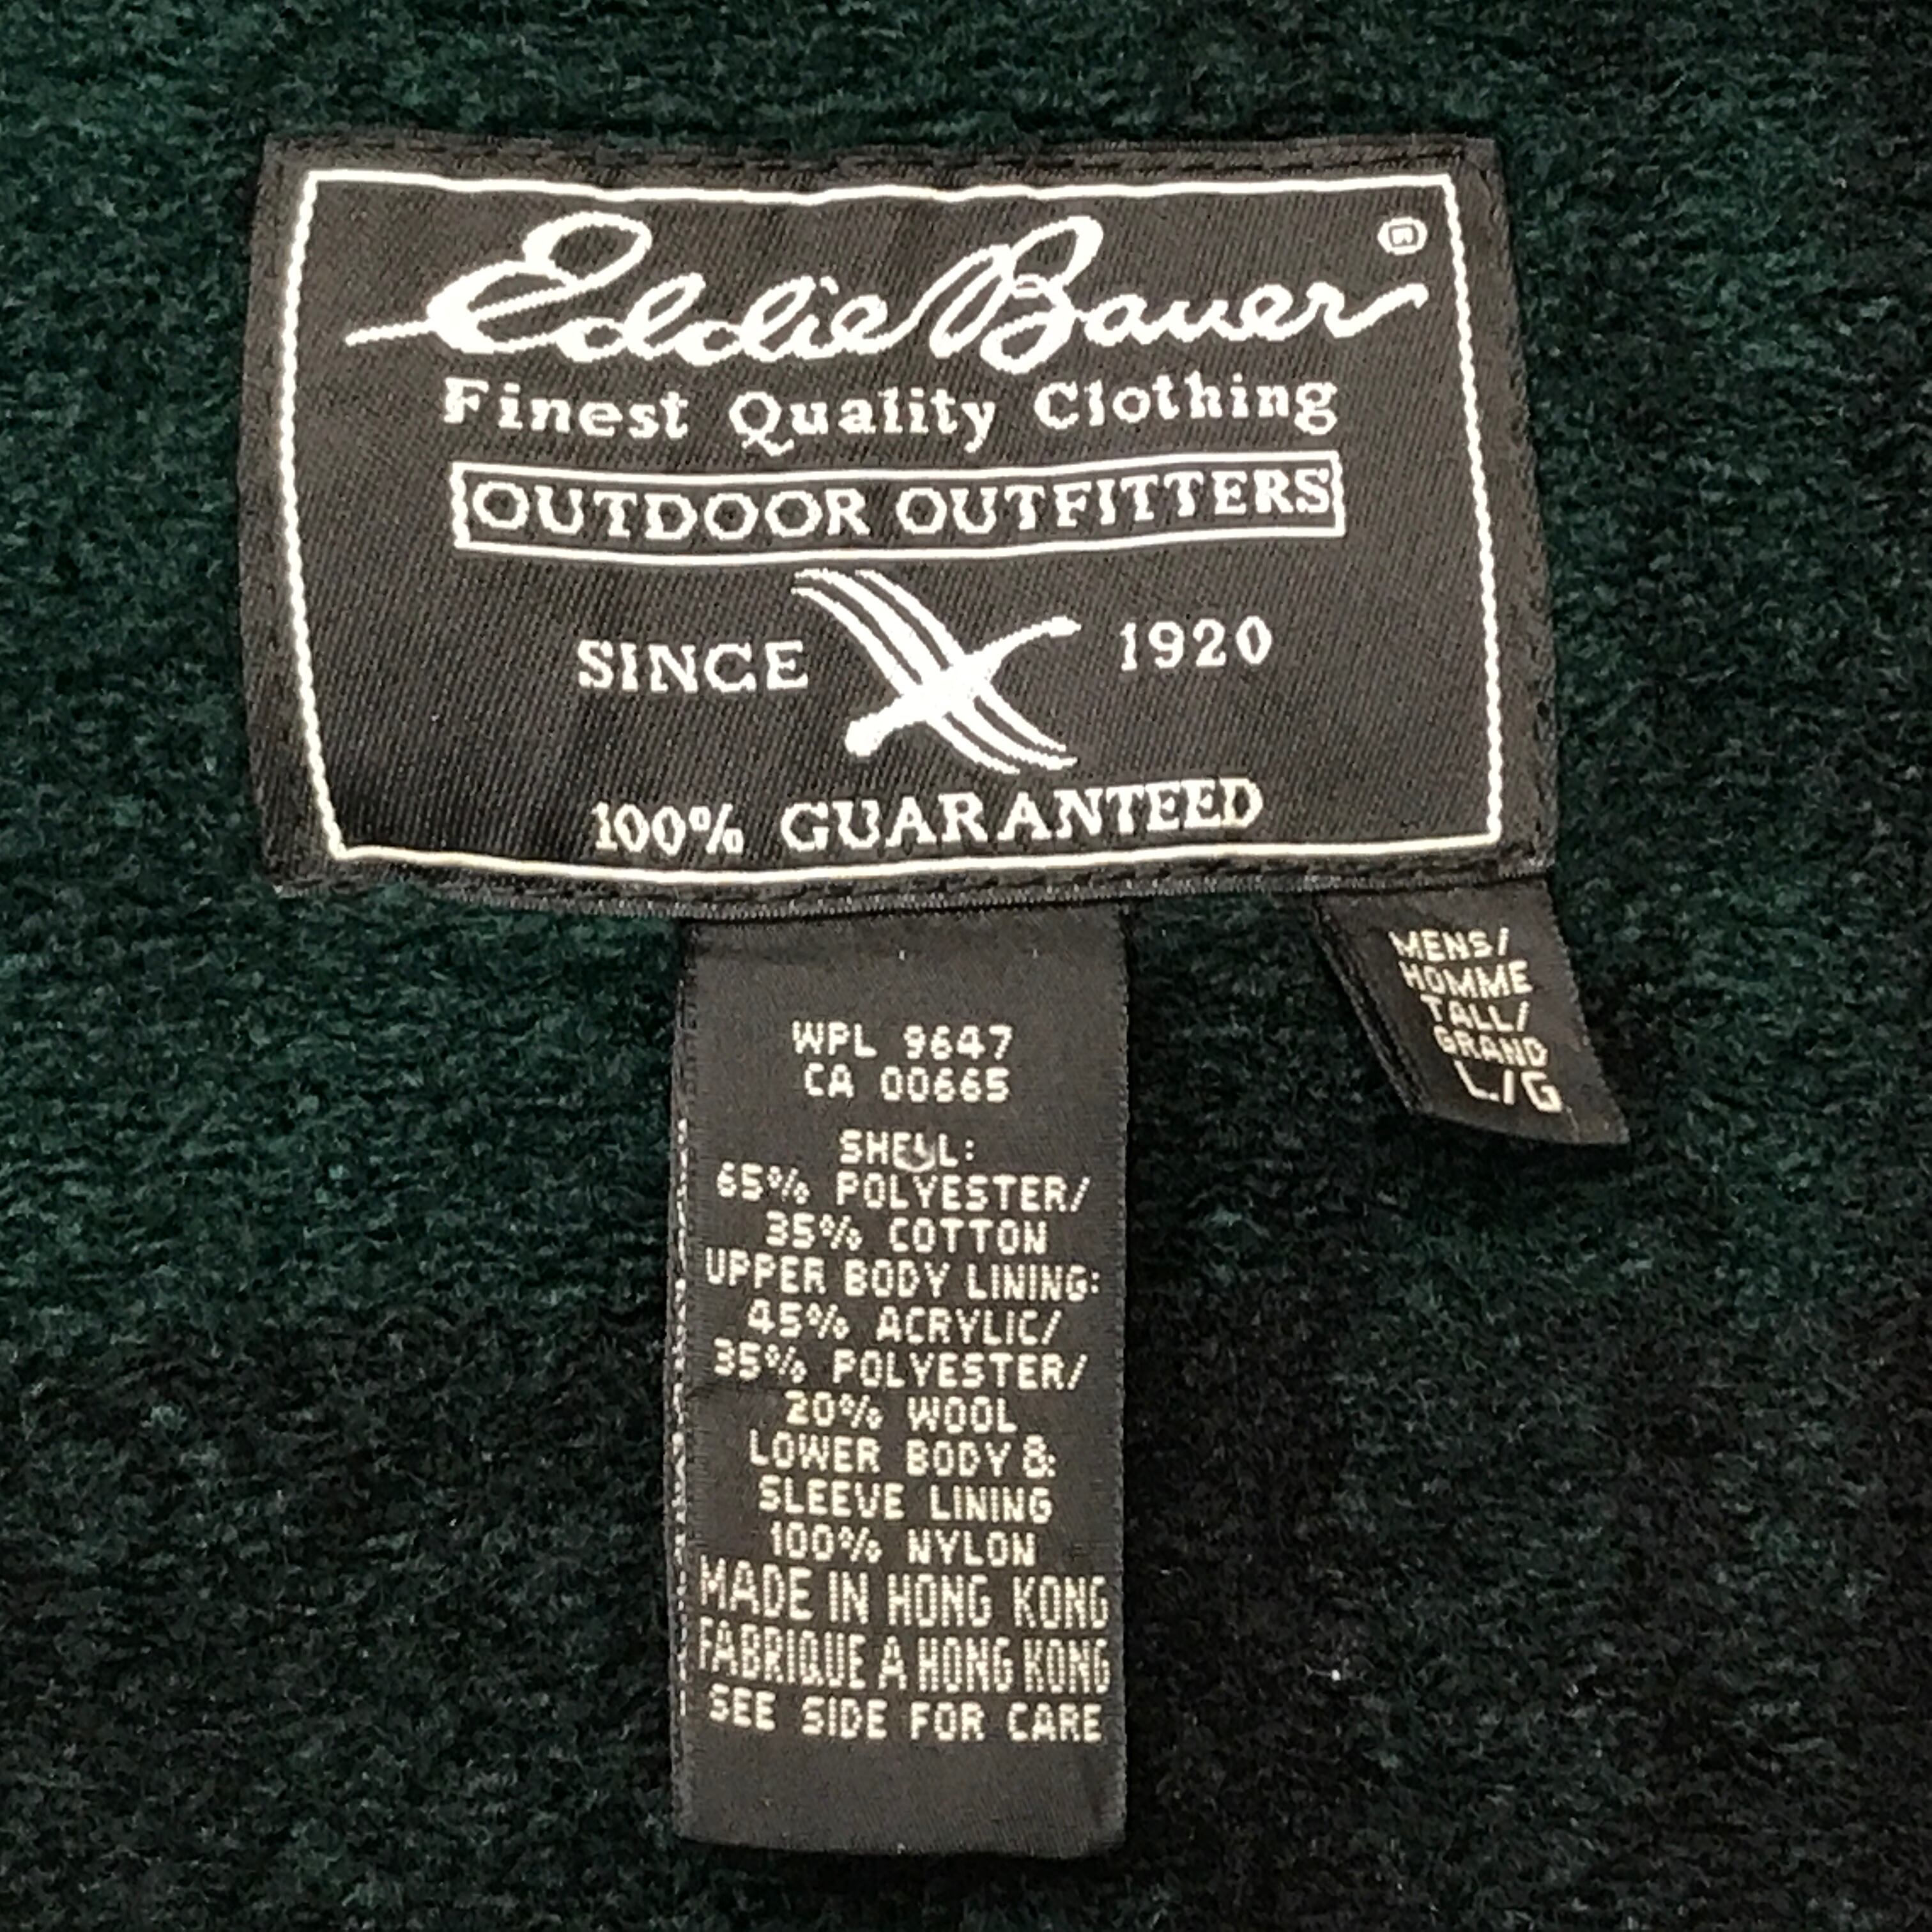 Eddie Bauer ®
Finest Quality Clothing
OUTDOOR OUTFITTERS
SINCE 1920
100% GUARANTEED
MENS/
HOMME
TALL/
GRAND
L/G
WPL 9647
CA 00665
SHELL:
65% POLYESTER/
35% COTTON
UPPER BODY LINING:
45% ACRYLIC/
35% POLYESTER/
20% WOOL
LOWER BODY &
SLEEVE LINING
100% NYLON
MADE IN HONG KONG
FABRIQUE A HONG KONG
SEE SIDE FOR CARE